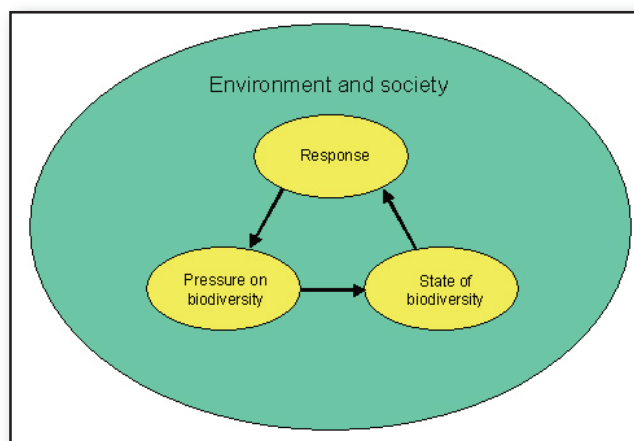 Environment and society
Response
Pressure on
biodiversity
State of
biodiversity